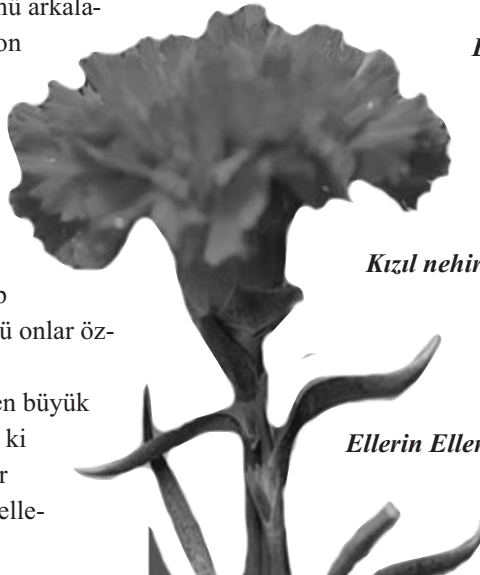 nü arkala-
on
ü onlar öz-
en büyük
ki
r
elle-
Kızıl nehir
Ellerin Eller